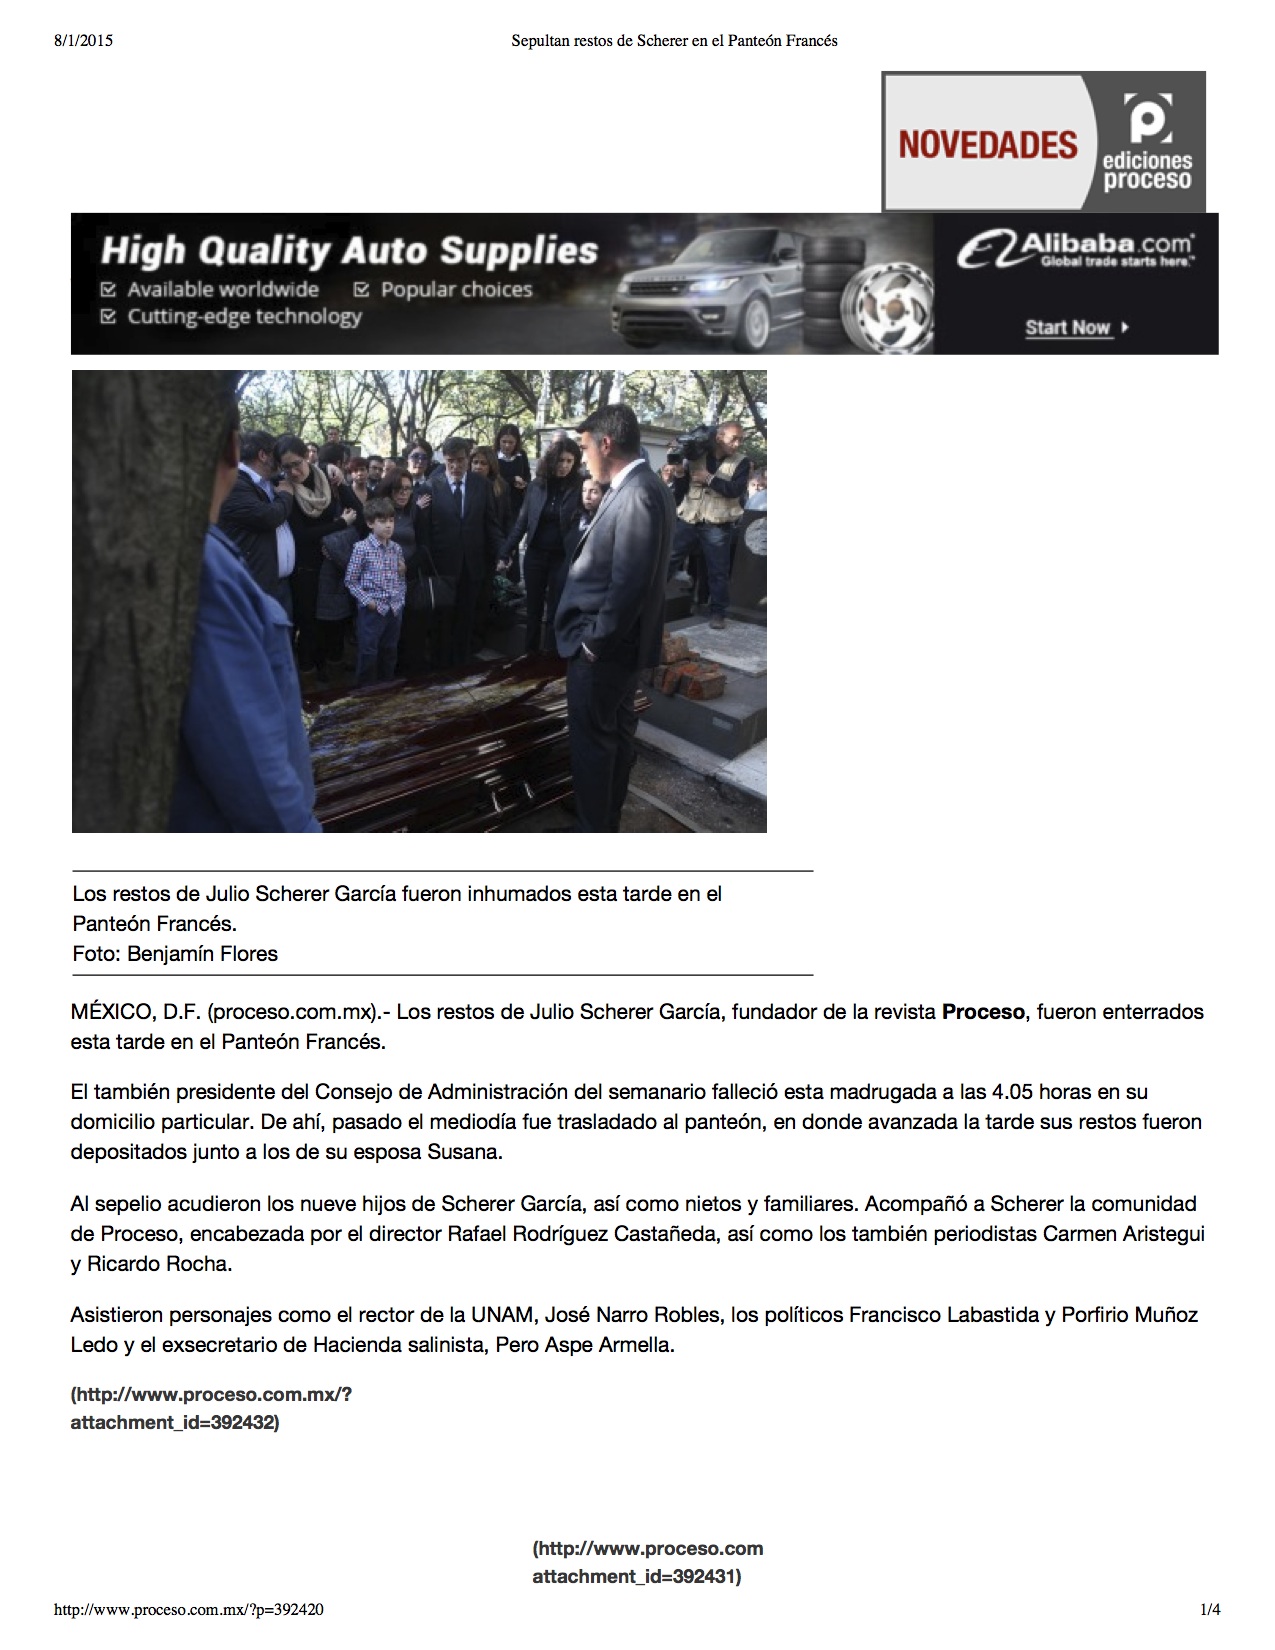 8/1/2015
Sepultan restos de Scherer en el Panteón Francés
NOVEDADES
ediciones
proceso
High Quality Auto Supplies
Available worldwide
Popular choices
Cutting-edge technology
Alibaba.com
Global trade starts here.™
Start Now
Los restos de Julio Scherer García fueron inhumados esta tarde en el
Panteón Francés.
Foto: Benjamín Flores
MÉXICO, D.F. (proceso.com.mx).- Los restos de Julio Scherer García, fundador de la revista Proceso, fueron enterrados
esta tarde en el Panteón Francés.
El también presidente del Consejo de Administración del semanario falleció esta madrugada a las 4.05 horas en su
domicilio particular. De ahí, pasado el mediodía fue trasladado al panteón, en donde avanzada la tarde sus restos fueron
depositados junto a los de su esposa Susana.
Al sepelio acudieron los nueve hijos de Scherer García, así como nietos y familiares. Acompañó a Scherer la comunidad
de Proceso, encabezada por el director Rafael Rodríguez Castañeda, así como los también periodistas Carmen Aristegui
y Ricardo Rocha.
Asistieron personajes como el rector de la UNAM, José Narro Robles, los políticos Francisco Labastida y Porfirio Muñoz
Ledo y el exsecretario de Hacienda salinista, Pero Aspe Armella.
(http://www.proceso.com.mx/?
attachment_id=392432)
(http://www.proceso.com
attachment_id=392431)
http://www.proceso.com.mx/?p=392420
1/4